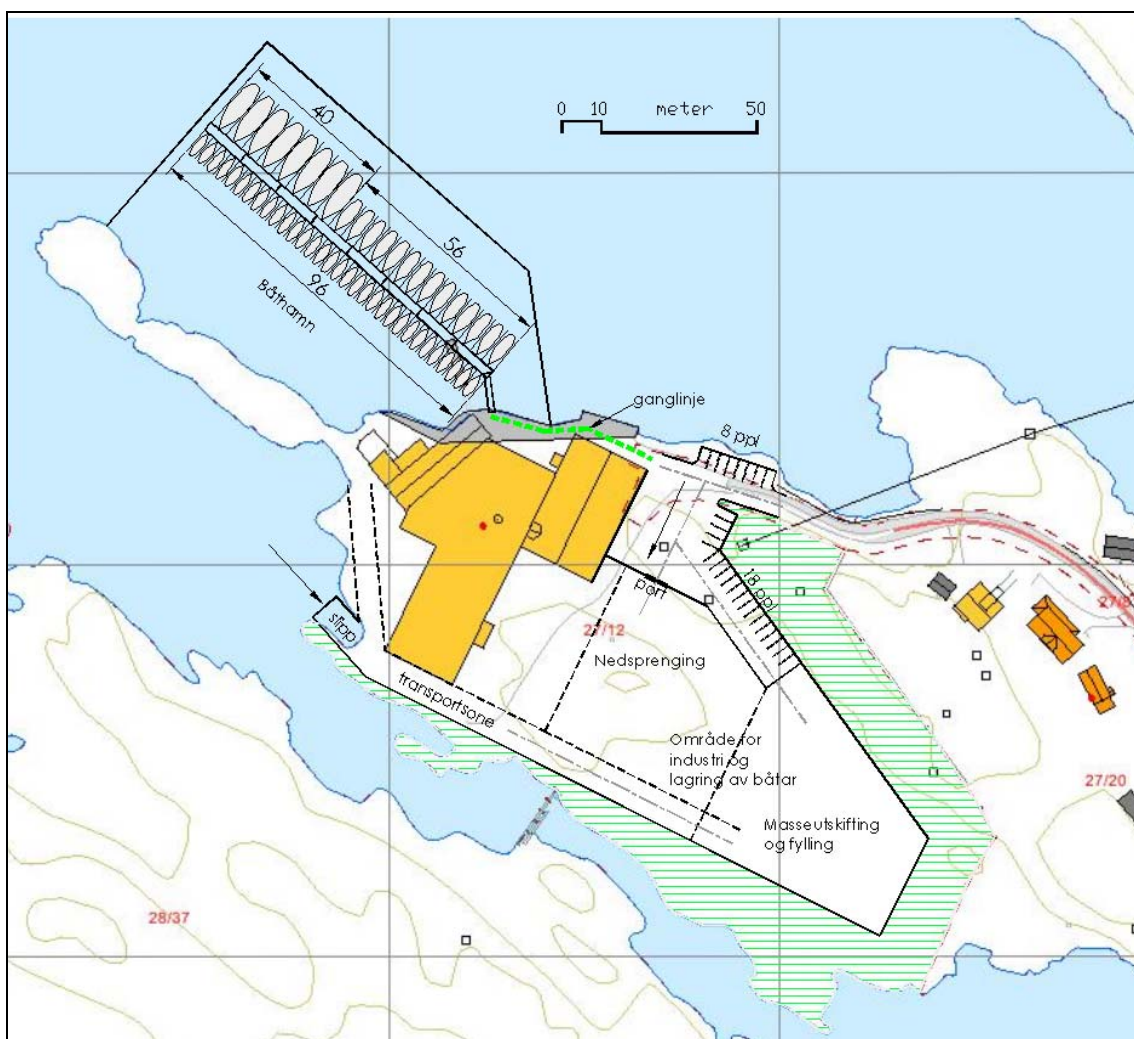 0 10 meter 50
40
56
96
Båthamn
ganglinje
8 ppl
18 ppl
port
27/12
Nedsprenging
slipp
transportsone
Område for
industri og
lagring av båtar
Masseutskifting
og fylling
27/20
28/37